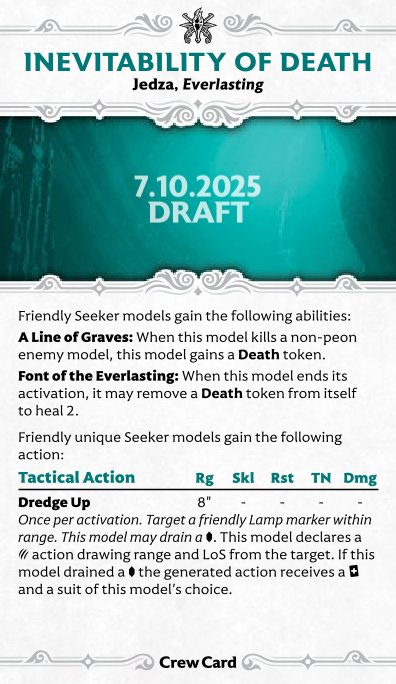 INEVITABILITY OF DEATH
Jedza, Everlasting
7.10.2025
DRAFT
Friendly Seeker models gain the following abilities:
A Line of Graves: When this model kills a non-peon
enemy model, this model gains a Death token.
Font of the Everlasting: When this model ends its
activation, it may remove a Death token from itself
to heal 2.
Friendly unique Seeker models gain the following
action:
Tactical Action Rg Skl Rst TN Dmg
Dredge Up 8" - - - -
Once per activation. Target a friendly Lamp marker within
range. This model may drain a . This model declares a
action drawing range and LoS from the target. If this
model drained a the generated action receives a
and a suit of this model's choice.
Crew Card